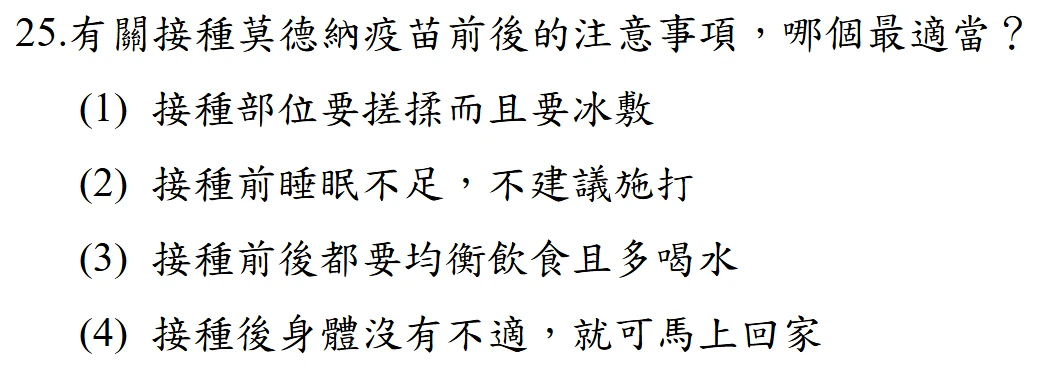 25.有關接種莫德納疫苗前後的注意事項，哪個最適當？
(1) 接種部位要搓揉而且要冰敷
(2) 接種前睡眠不足，不建議施打
(3) 接種前後都要均衡飲食且多喝水
(4) 接種後身體沒有不適，就可馬上回家